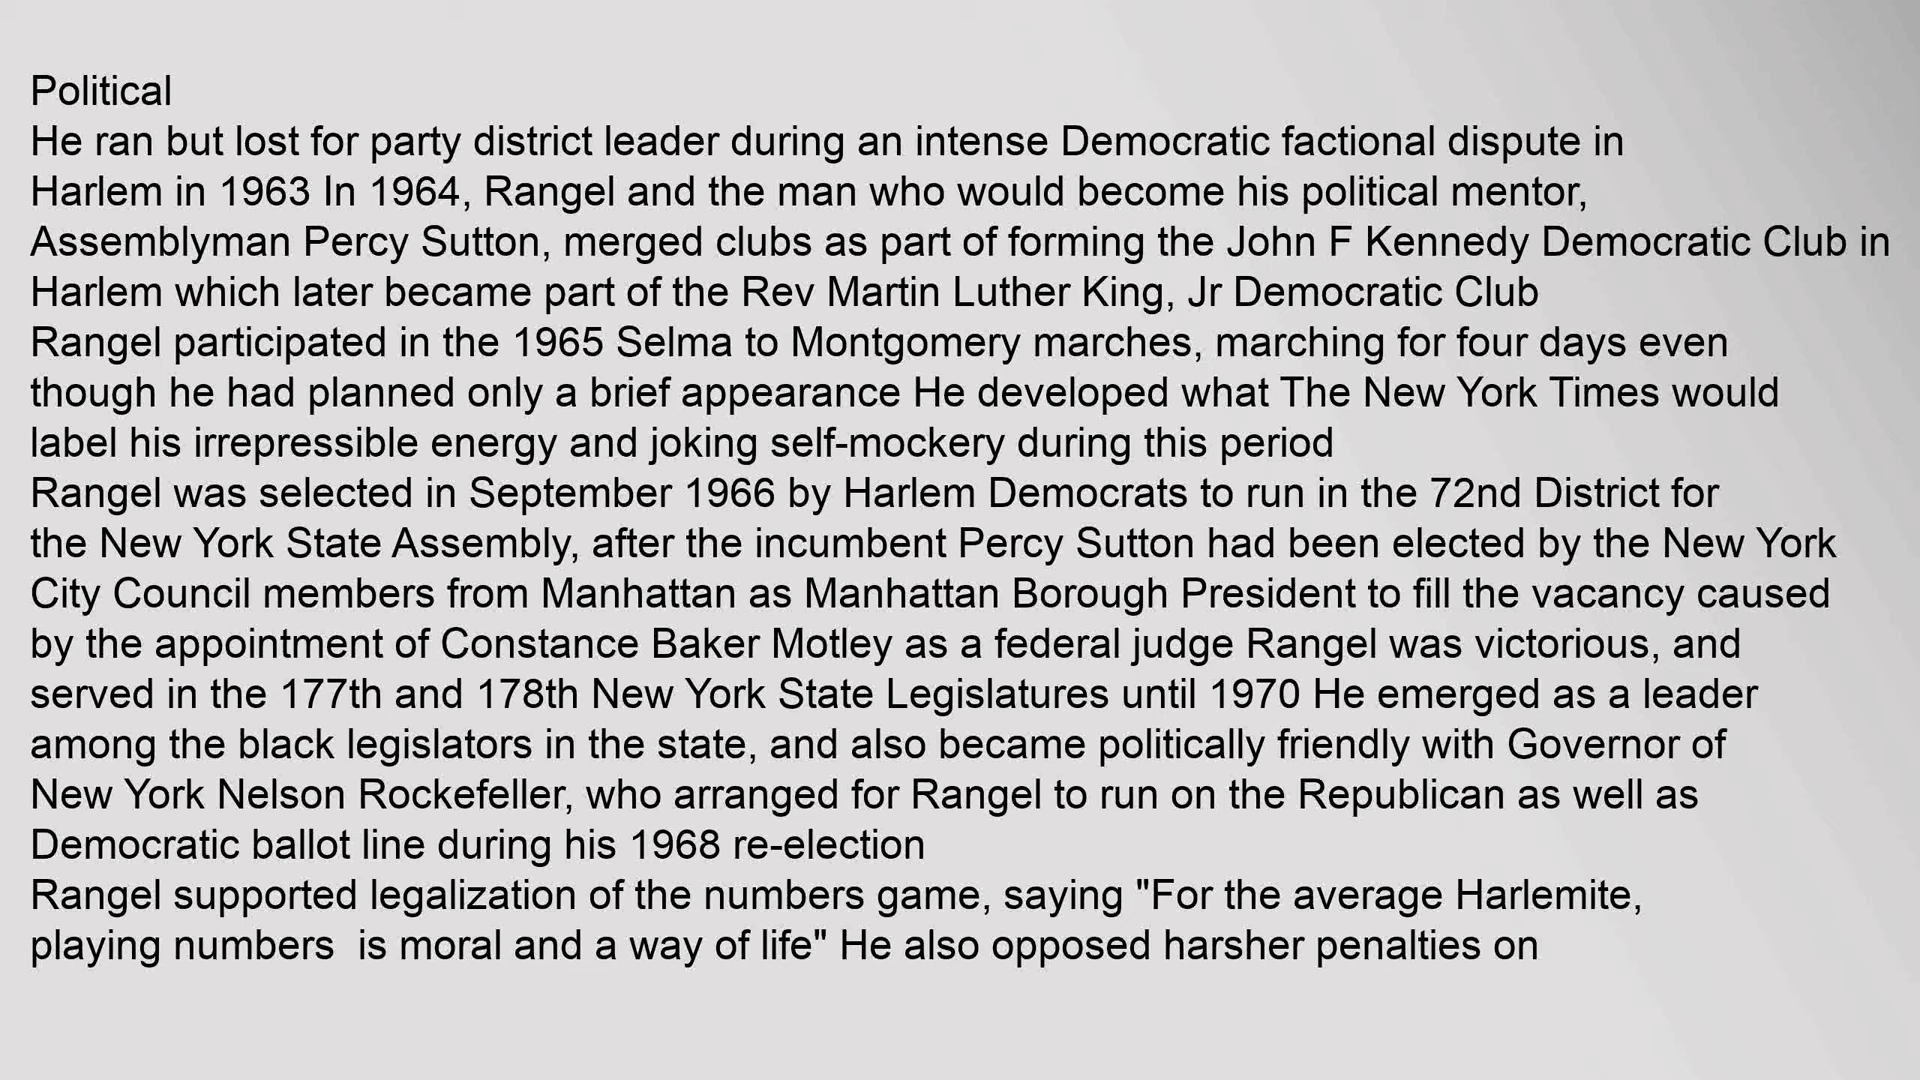 Political
He ran but lost for party district leader during an intense Democratic factional dispute in
Harlem in 1963 In 1964, Rangel and the man who would become his political mentor,
Assemblyman Percy Sutton, merged clubs as part of forming the John F Kennedy Democratic Club in
Harlem which later became part of the Rev Martin Luther King, Jr Democratic Club
Rangel participated in the 1965 Selma to Montgomery marches, marching for four days even
though he had planned only a brief appearance He developed what The New York Times would
label his irrepressible energy and joking self-mockery during this period
Rangel was selected in September 1966 by Harlem Democrats to run in the 72nd District for
the New York State Assembly, after the incumbent Percy Sutton had been elected by the New York
City Council members from Manhattan as Manhattan Borough President to fill the vacancy caused
by the appointment of Constance Baker Motley as a federal judge Rangel was victorious, and
served in the 177th and 178th New York State Legislatures until 1970 He emerged as a leader
among the black legislators in the state, and also became politically friendly with Governor of
New York Nelson Rockefeller, who arranged for Rangel to run on the Republican as well as
Democratic ballot line during his 1968 re-election
Rangel supported legalization of the numbers game, saying "For the average Harlemite,
playing numbers  is moral and a way of life" He also opposed harsher penalties on